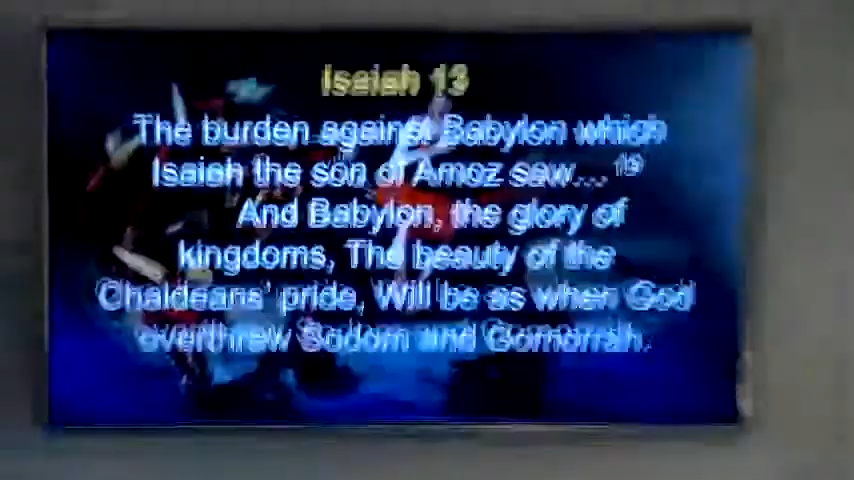 Isaiah 13
The burden against Babylon which
Isaiah the son of Amoz saw... 19
And Babylon, the glory of
kingdoms, The beauty of the
Chaldeans' pride, Will be as when God
overthrew Sodom and Gomorrah.